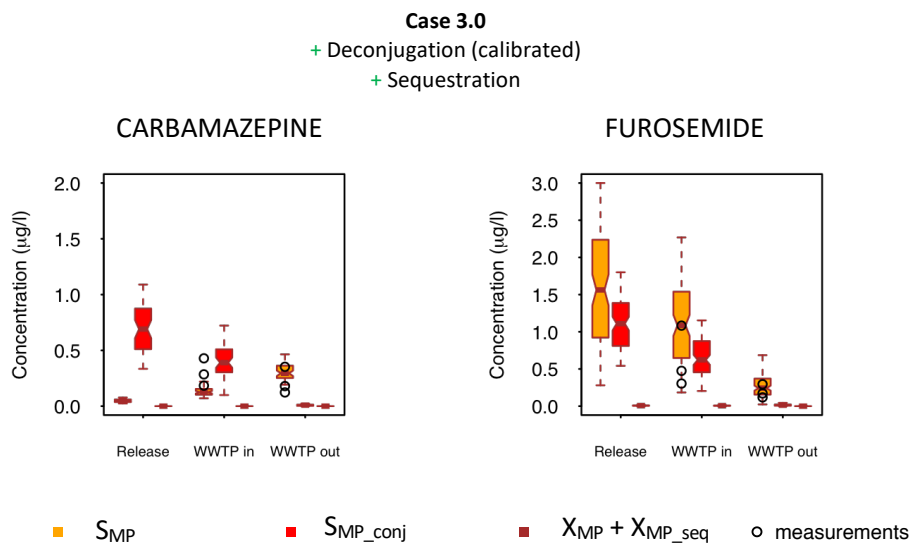 Case 3.0
+ Deconjugation (calibrated)
+ Sequestration
CARBAMAZEPINE
Concentration (μg/l)
2.0
1.5
1.0
0.5
0.0
Release WWTP in WWTP out
FUROSEMIDE
Concentration (μg/l)
3.0
2.5
2.0
1.5
1.0
0.5
0.0
Release WWTP in WWTP out
SMP SMP_conj XMP + XMP_seq measurements